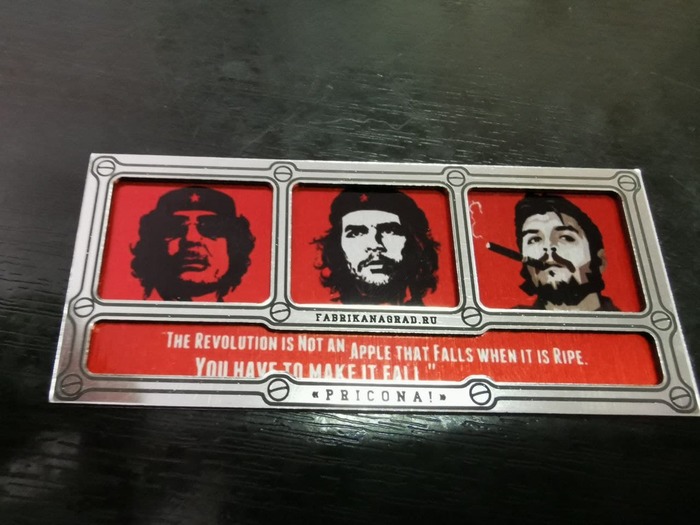 FABRIKANAGRAD.RU
THE REVOLUTION IS NOT AN APPLE THAT FALLS WHEN IT IS RIPE.
YOU HAVE TO MAKE IT FALL"
«PRICONA!»